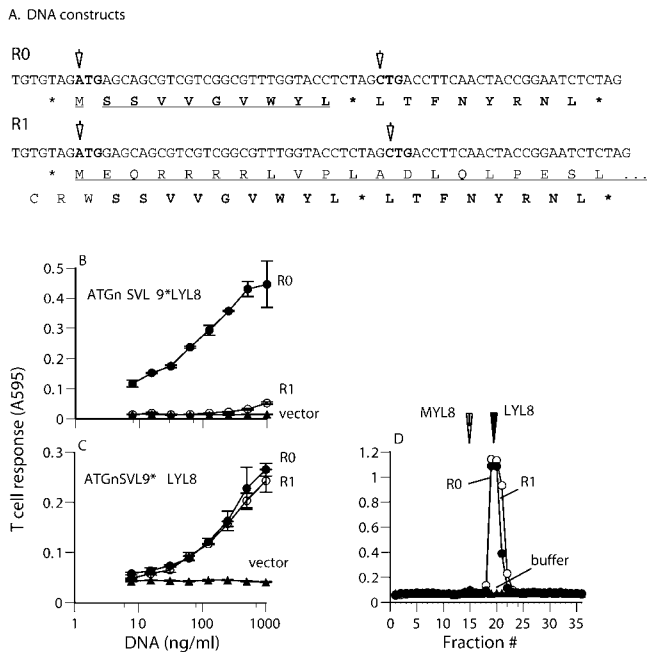 A. DNA constructs
R0
TGTGTAGATGAGCAGCGTCGTCGGCGTTTGGTACCTCTAGCTGACCTTCAACTACCGGAATCTCTAG
* M S S V V G V W Y L * L T F N Y R N L *
R1
TGTGTAGATGGAGCAGCGTCGTCGGCGTTTGGTACCTCTAGCTGACCTTCAACTACCGGAATCTCTAG
* M E Q R R R R L V P L A D L Q L P E S L ...
C R W S S V V G V W Y L * L T F N Y R N L *
B
ATGn SVL 9*LYL8
R0
R1
vector
0.5
0.4
0.3
0.2
0.1
0
C
ATGnSVL9* LYL8
R0
R1
vector
0.3
0.2
0.1
0
1 10 100 1000
DNA (ng/ml)
T cell response (A595)
MYL8 LYL8
D
R0
R1
buffer
1.2
1
0.8
0.6
0.4
0.2
0
0 5 10 15 20 25 30 35
Fraction #